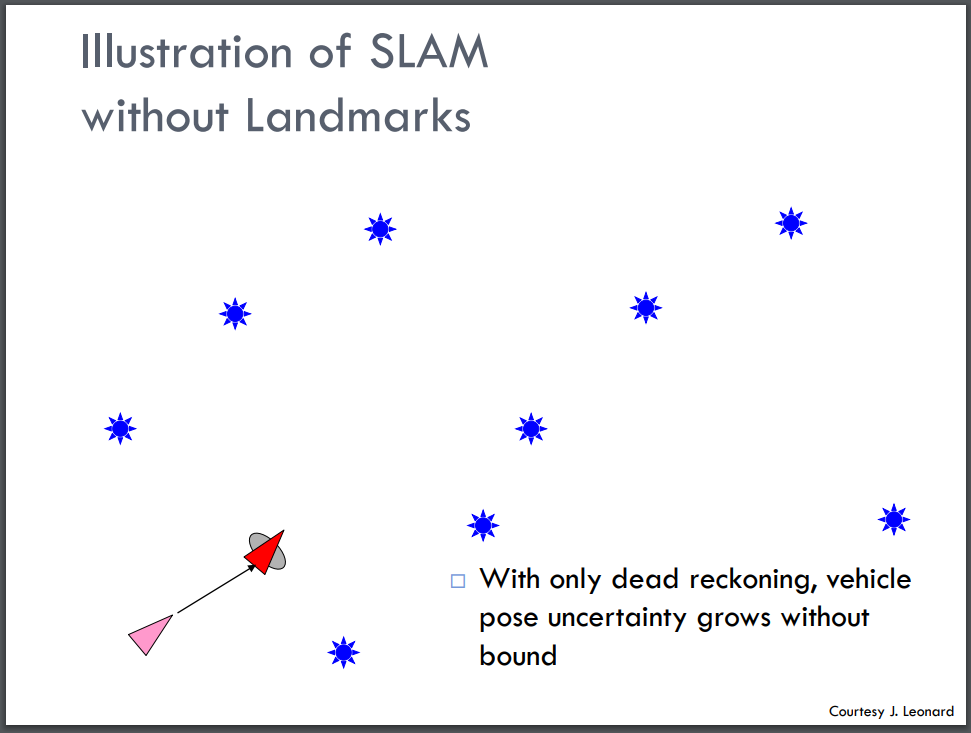 Illustration of SLAM
without Landmarks
With only dead reckoning, vehicle
pose uncertainty grows without
bound
Courtesy J. Leonard